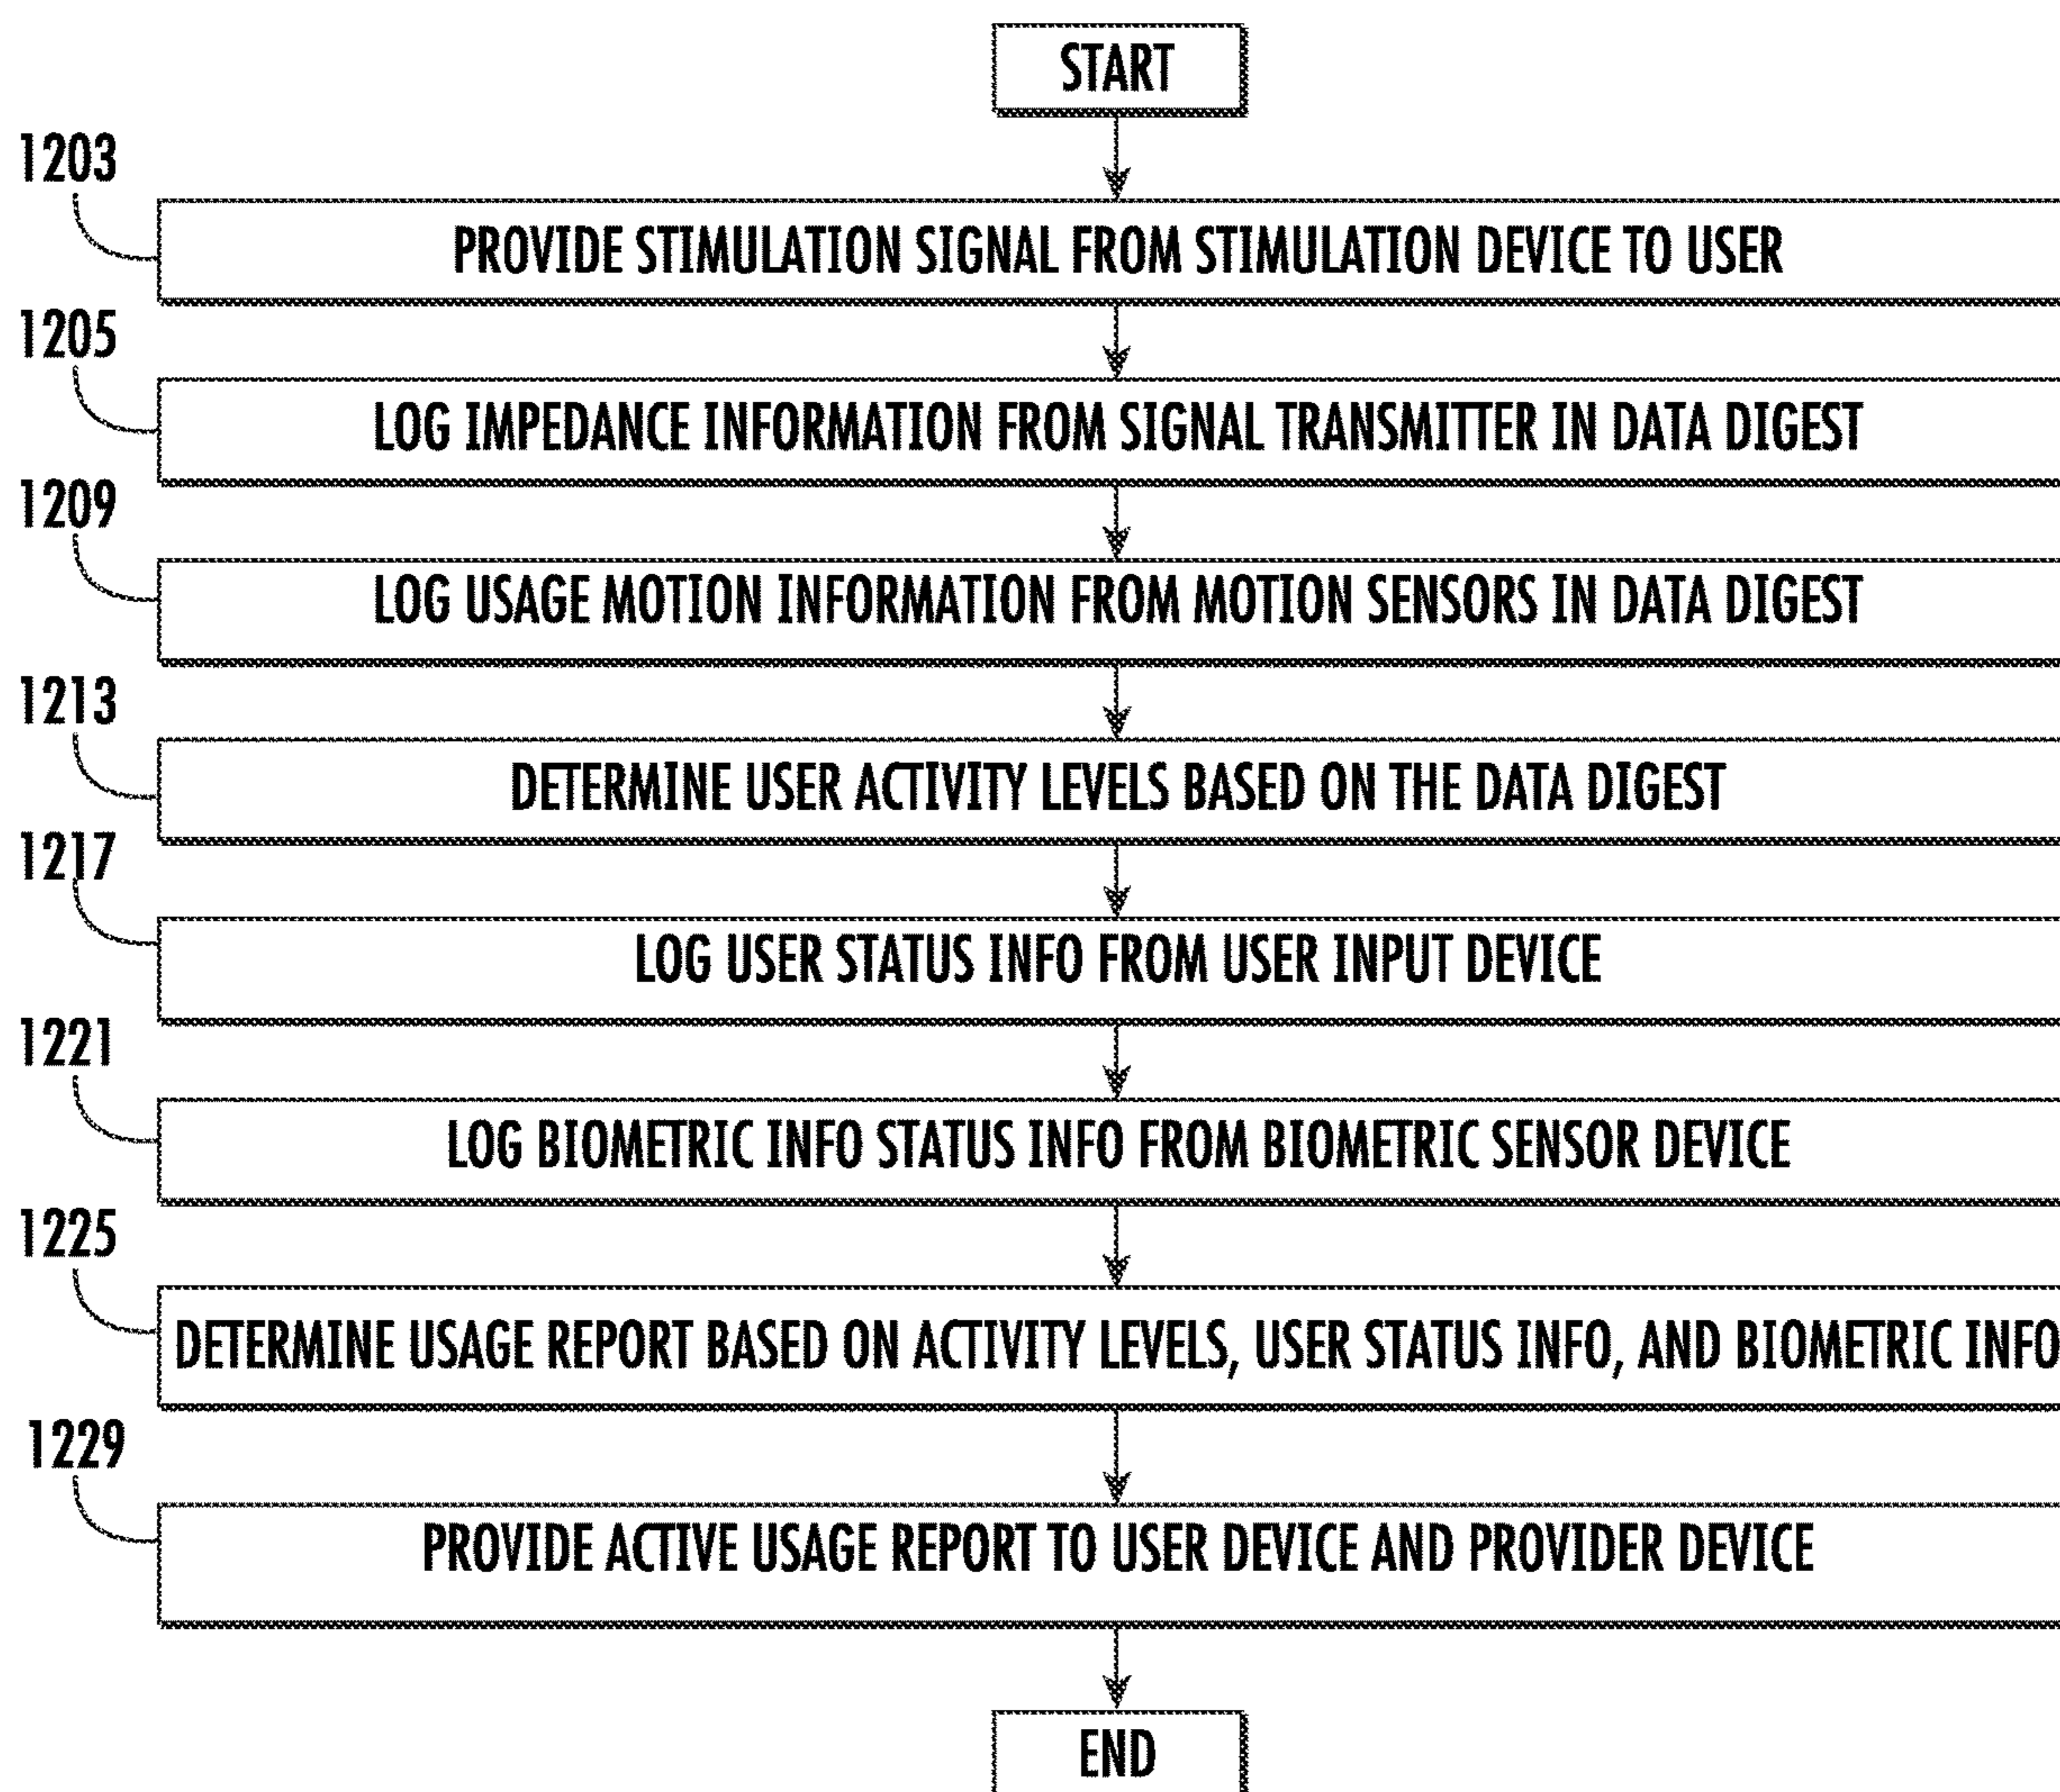 START
1203
PROVIDE STIMULATION SIGNAL FROM STIMULATION DEVICE TO USER
1205
LOG IMPEDANCE INFORMATION FROM SIGNAL TRANSMITTER IN DATA DIGEST
1209
LOG USAGE MOTION INFORMATION FROM MOTION SENSORS IN DATA DIGEST
1213
DETERMINE USER ACTIVITY LEVELS BASED ON THE DATA DIGEST
1217
LOG USER STATUS INFO FROM USER INPUT DEVICE
1221
LOG BIOMETRIC INFO STATUS INFO FROM BIOMETRIC SENSOR DEVICE
1225
DETERMINE USAGE REPORT BASED ON ACTIVITY LEVELS, USER STATUS INFO, AND BIOMETRIC INFO
1229
PROVIDE ACTIVE USAGE REPORT TO USER DEVICE AND PROVIDER DEVICE
END